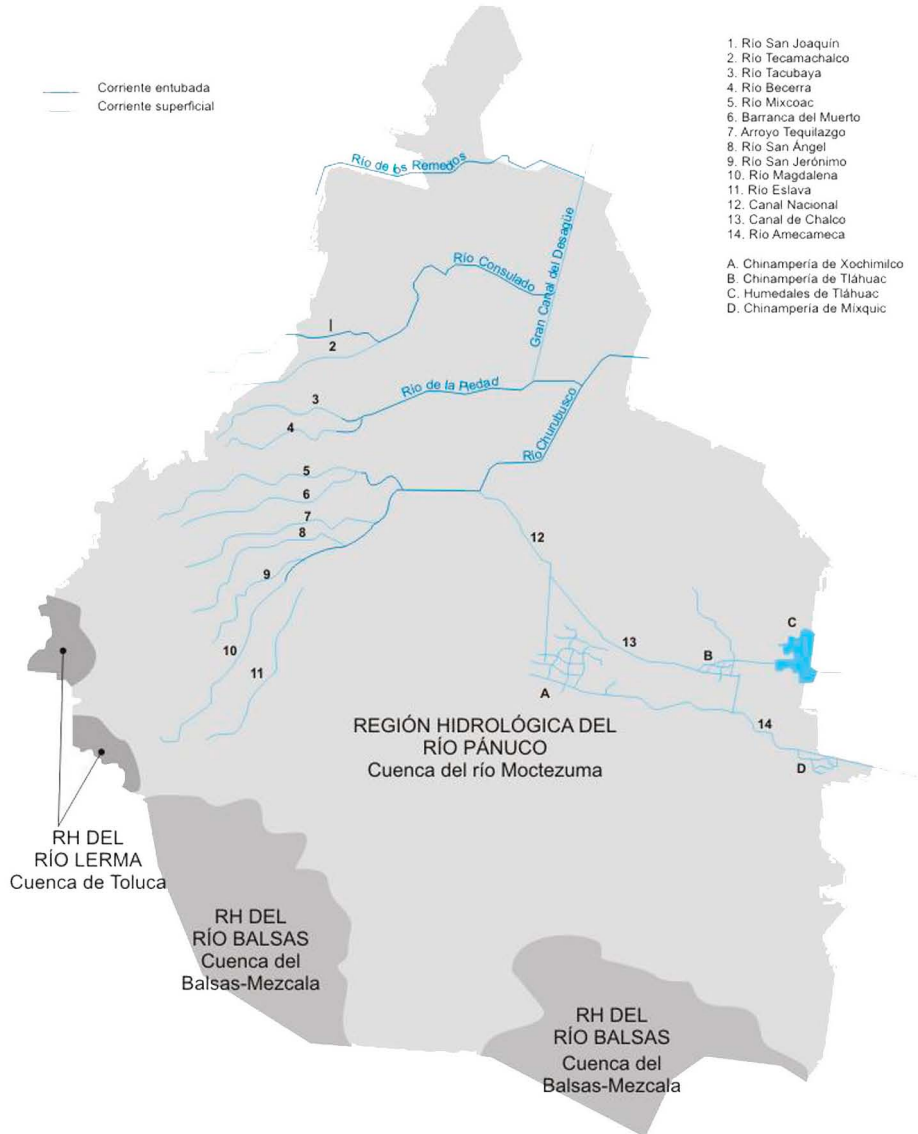 Corriente entubada
Corriente superficial
1. Río San Joaquín
2. Río Tecamachalco
3. Río Tacubaya
4. Río Becerra
5. Río Mixcoac
6. Barranca del Muerto
7. Arroyo Tequilazgo
8. Río San Ángel
9. Río San Jerónimo
10. Río Magdalena
11. Río Eslava
12. Canal Nacional
13. Canal de Chalco
14. Río Amecameca
A. Chinampería de Xochimilco
B. Chinampería de Tláhuac
C. Humedales de Tláhuac
D. Chinampería de Míxquic
Río de los Remedos
Gran Canal del Desagüe
Río Consulado
1
2
Río de la Piedad
3
4
Río Churubusco
5
6
7
8
9
10
11
12
13
A
B
C
14
D
REGIÓN HIDROLÓGICA DEL
RÍO PÁNUCO
Cuenca del río Moctezuma
RH DEL
RÍO LERMA
Cuenca de Toluca
RH DEL
RÍO BALSAS
Cuenca del
Balsas-Mezcala
RH DEL
RÍO BALSAS
Cuenca del
Balsas-Mezcala